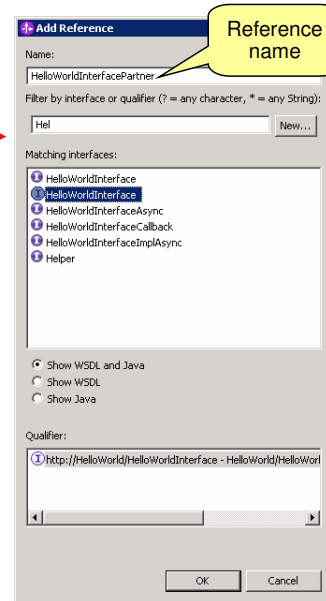 Add Reference
Reference
name
Name:
HelloWorldInterfacePartner
Filter by interface or qualifier (? = any character, * = any String):
Hel
New...
Matching interfaces:
HelloWorldInterface
HelloWorldInterface
HelloWorldInterfaceAsync
HelloWorldInterfaceCallback
HelloWorldInterfaceImplAsync
Helper
Show WSDL and Java
Show WSDL
Show Java
Qualifier:
http://HelloWorld/HelloWorldInterface - HelloWorld/HelloWorl
OK
Cancel